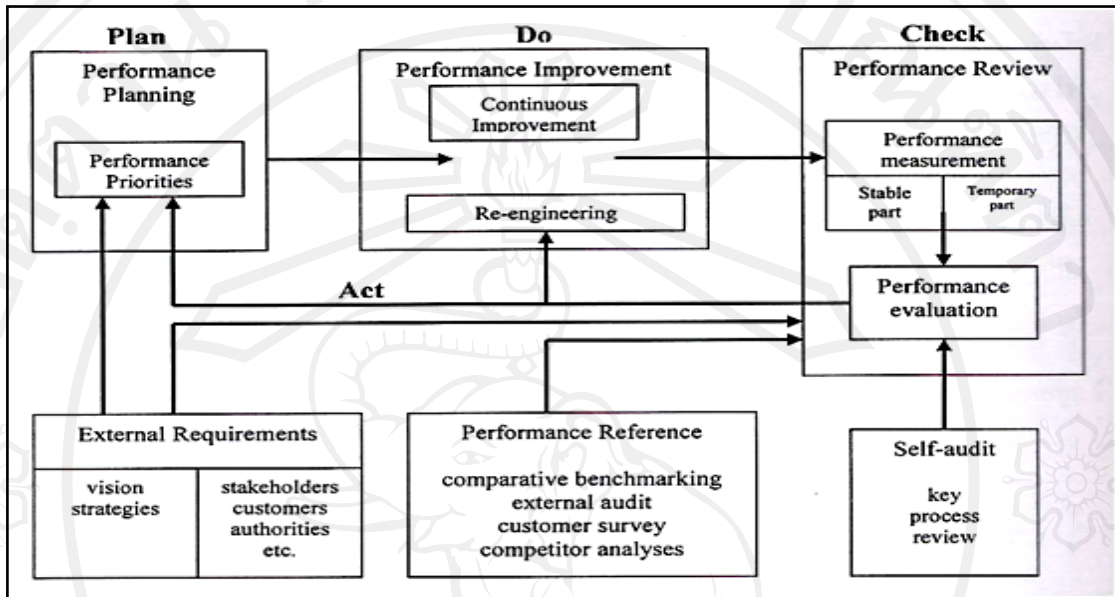 Plan
Performance
Planning
Performance
Priorities
Do
Performance Improvement
Continuous
Improvement
Re-engineering
Check
Performance Review
Performance
measurement
Stable
part
Temporary
part
Performance
evaluation
Act
External Requirements
vision
strategies
stakeholders
customers
authorities
etc.
Performance Reference
comparative benchmarking
external audit
customer survey
competitor analyses
Self-audit
key
process
review